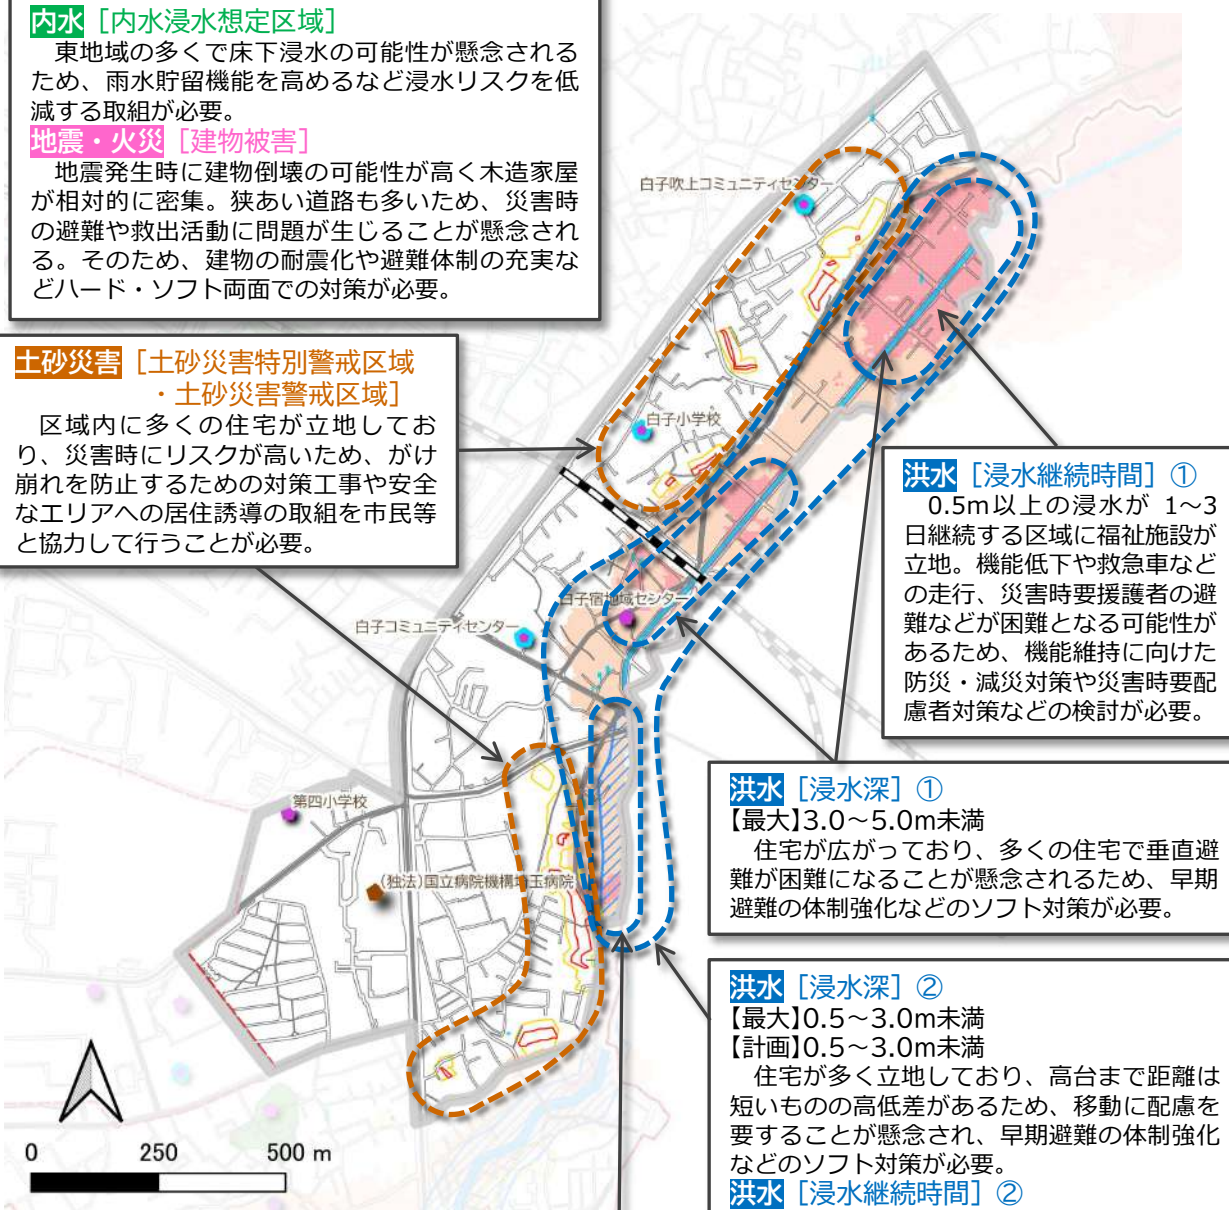 内水［内水浸水想定区域］
東地域の多くで床下浸水の可能性が懸念される
ため、雨水貯留機能を高めるなど浸水リスクを低
減する取組が必要。
地震・火災［建物被害］
地震発生時に建物倒壊の可能性が高く木造家屋
が相対的に密集。狭あい道路も多いため、災害時
の避難や救出活動に問題が生じることが懸念され
る。そのため、建物の耐震化や避難体制の充実な
どハード・ソフト両面での対策が必要。
土砂災害［土砂災害特別警戒区域
・土砂災害警戒区域］
区域内に多くの住宅が立地してお
り、災害時にリスクが高いため、がけ
崩れを防止するための対策工事や安全
なエリアへの居住誘導の取組を市民等
と協力して行うことが必要。
白子吹上コミュニティセンター
白子小学校
白子宿地域センター
白子コミュニティセンター
第四小学校
(独法)国立病院機構埼玉病院
洪水［浸水継続時間］①
0.5m以上の浸水が 1～3
日継続する区域に福祉施設が
立地。機能低下や救急車など
の走行、災害時要援護者の避
難などが困難となる可能性が
あるため、機能維持に向けた
防災・減災対策や災害時要配
慮者対策などの検討が必要。
洪水［浸水深］①
【最大】3.0～5.0m未満
住宅が広がっており、多くの住宅で垂直避
難が困難になることが懸念されるため、早期
避難の体制強化などのソフト対策が必要。
洪水［浸水深］②
【最大】0.5～3.0m未満
【計画】0.5～3.0m未満
住宅が多く立地しており、高台まで距離は
短いものの高低差があるため、移動に配慮を
要することが懸念され、早期避難の体制強化
などのソフト対策が必要。
洪水［浸水継続時間］②
0 250 500 m